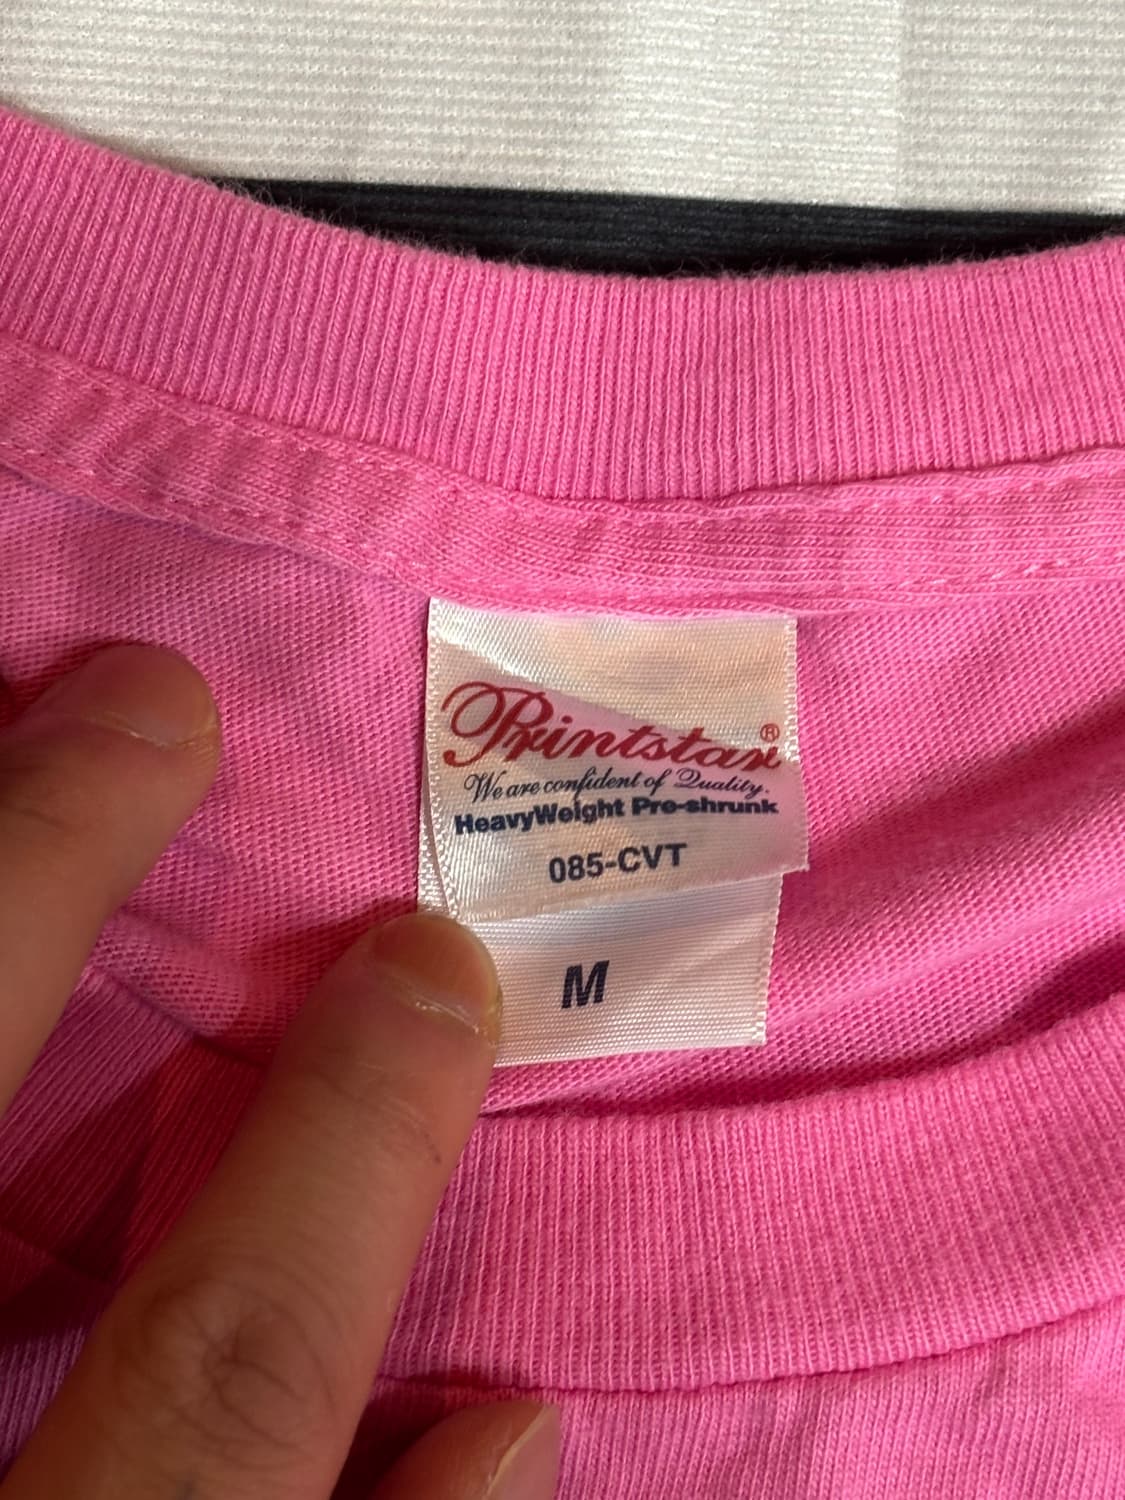 Printstar®
We are confident of Quality.
HeavyWeight Pre-shrunk
085-CVT
M